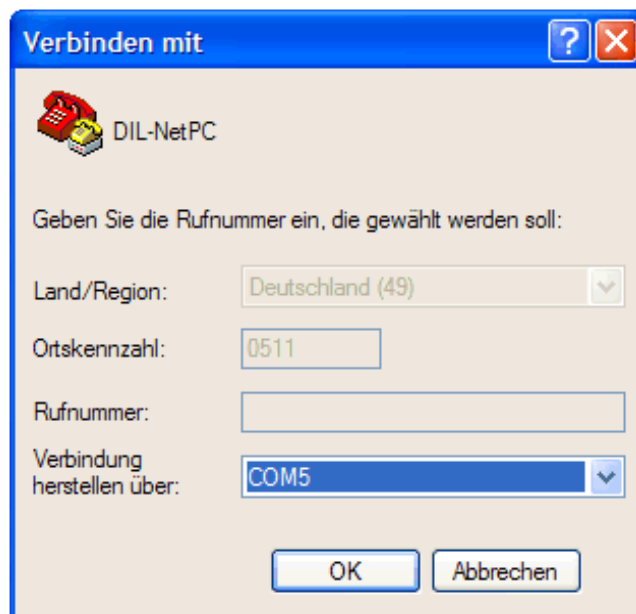 Verbinden mit
?
DIL-NetPC
Geben Sie die Rufnummer ein, die gewählt werden soll:
Land/Region: Deutschland (49)
Ortskennzahl: 0511
Rufnummer:
Verbindung
herstellen über: COM5
OK Abbrechen